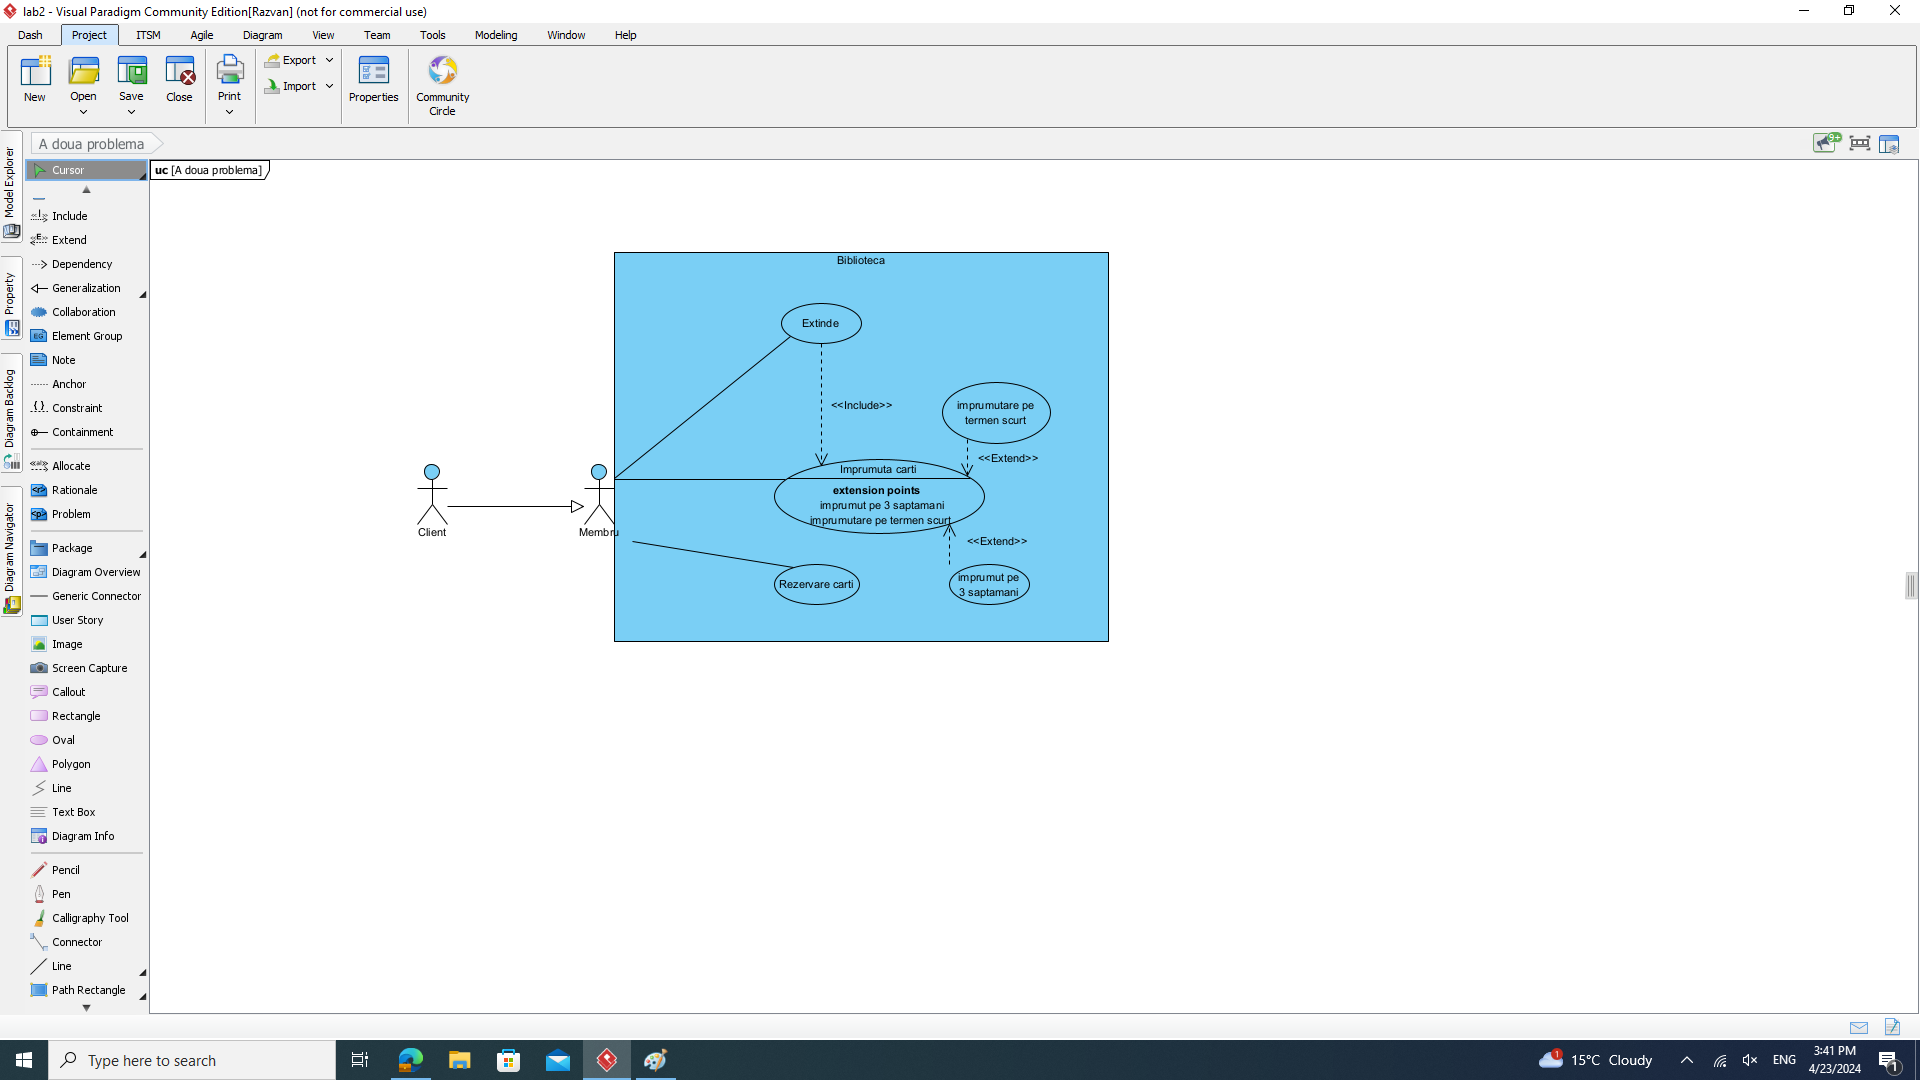 lab2 - Visual Paradigm Community Edition[Razvan] (not for commercial use)
Dash Project ITSM Agile Diagram View Team Tools Modeling Window Help
New Open Save Close Print Export Import Properties Community Circle
A doua problema
9+
Model Explorer
Property
Diagram Backlog
Diagram Navigator
Cursor
Include
Extend
Dependency
Generalization
Collaboration
Element Group
Note
Anchor
Constraint
Containment
Allocate
Rationale
Problem
Package
Diagram Overview
Generic Connector
User Story
Image
Screen Capture
Callout
Rectangle
Oval
Polygon
Line
Text Box
Diagram Info
Pencil
Pen
Calligraphy Tool
Connector
Line
Path Rectangle
uc [A doua problema]
Biblioteca
Extinde
<<Include>>
imprumutare pe
termen scurt
<<Extend>>
Imprumuta carti
extension points
imprumut pe 3 saptamani
imprumutare pe termen scurt
Client
Membru
<<Extend>>
Rezervare carti
imprumut pe
3 saptamani
Type here to search
1
15°C Cloudy
ENG
3:41 PM
4/23/2024
1